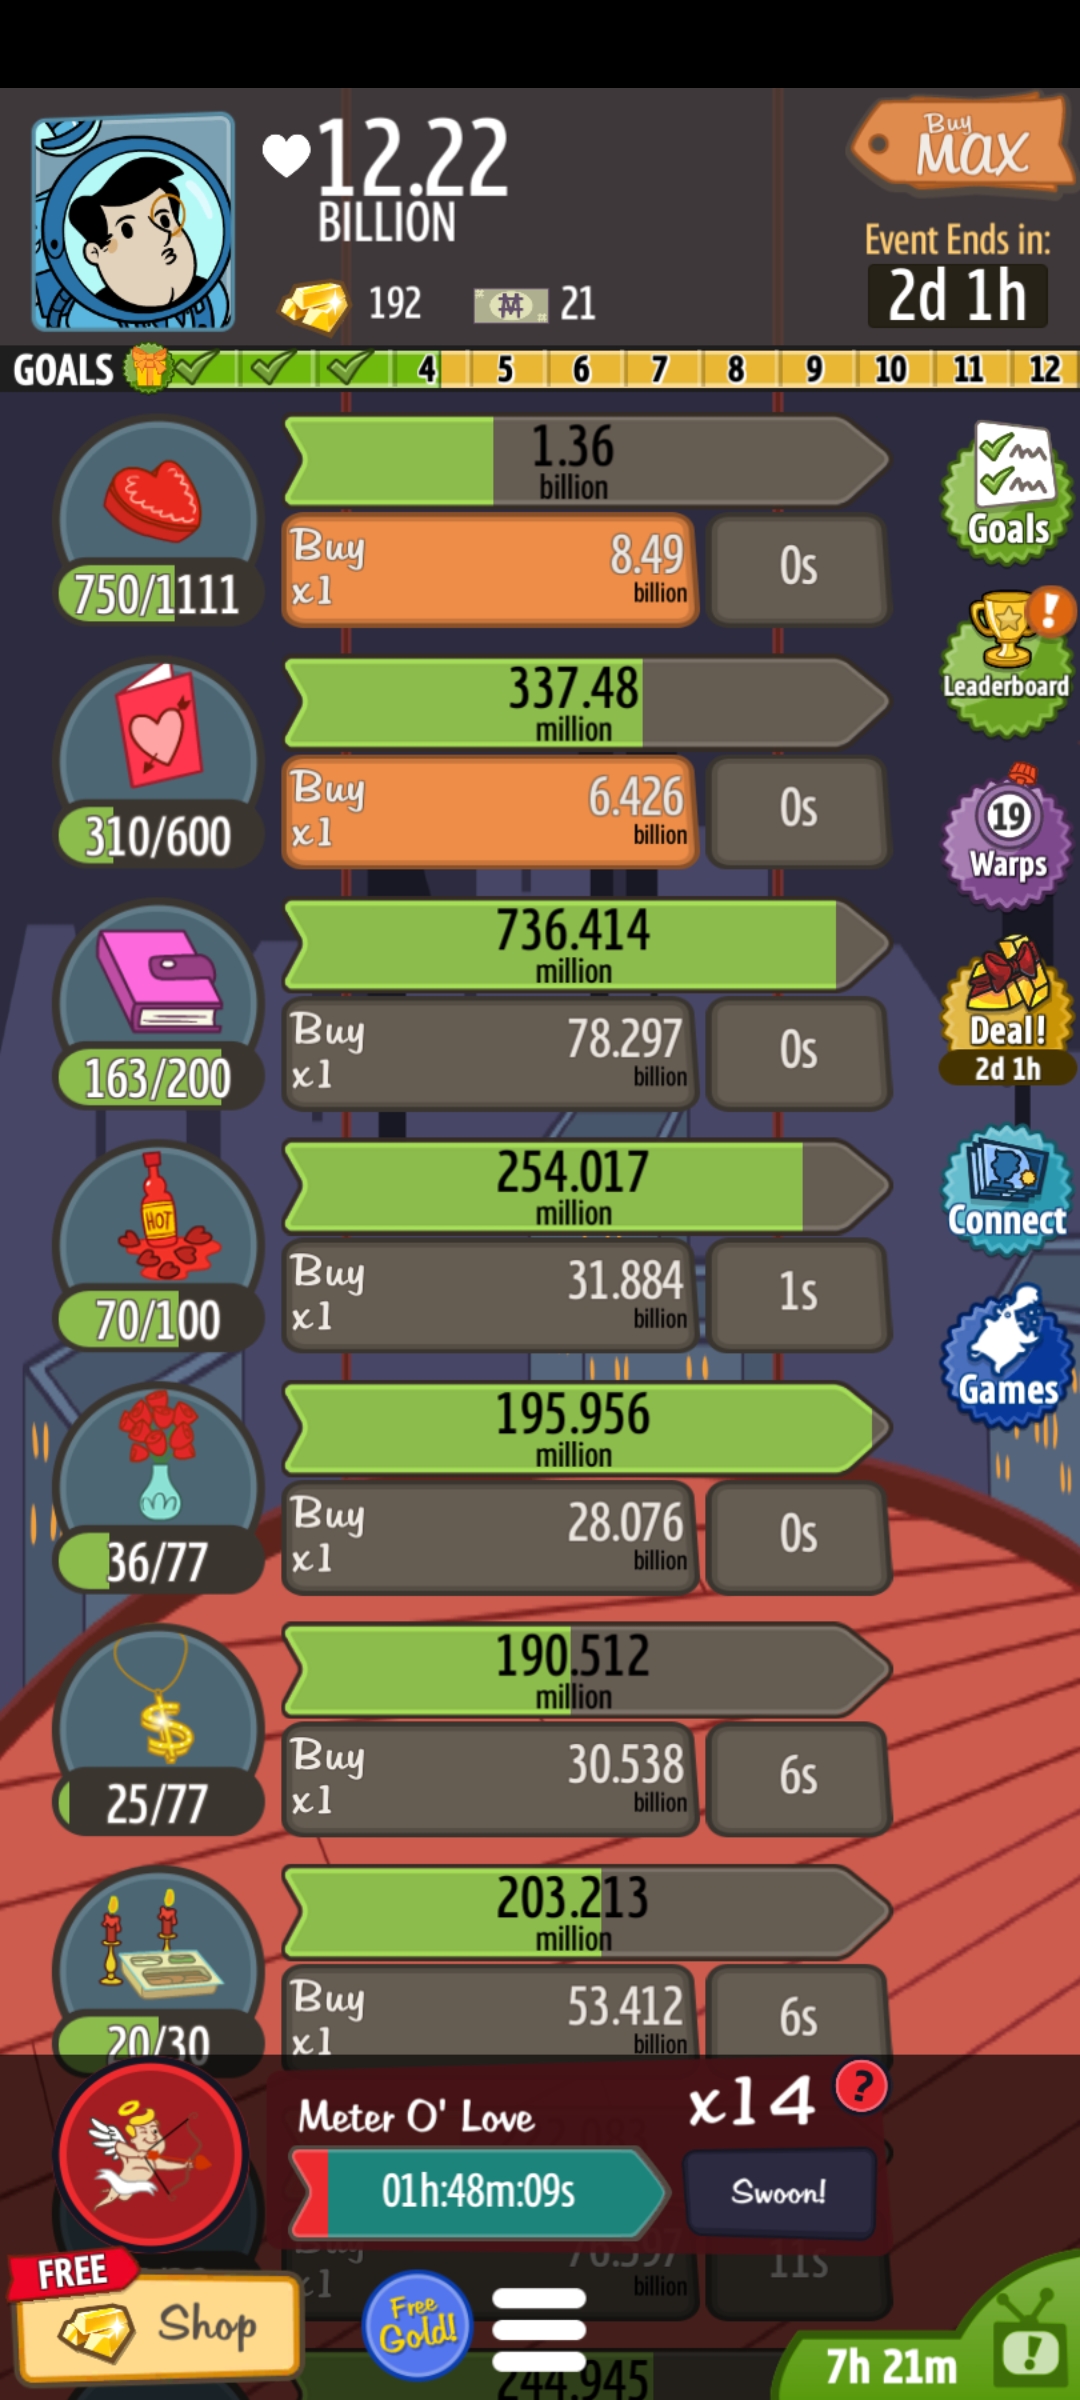 12.22
BILLION
192
21
Buy
MAX
Event Ends in:
2d 1h
GOALS 4 5 6 7 8 9 10 11 12
1.36
billion
750/1111
Buy
x1
8.49
billion
0s
Goals
337.48
million
310/600
Buy
x1
6.426
billion
0s
!
Leaderboard
736.414
million
163/200
Buy
x1
78.297
billion
0s
19
Warps
254.017
million
HOT
70/100
Buy
x1
31.884
billion
1s
Deal!
2d 1h
195.956
million
36/77
Buy
x1
28.076
billion
0s
Connect
Games
190.512
million
$
25/77
Buy
x1
30.538
billion
6s
203.213
million
20/30
Buy
x1
53.412
billion
6s
Meter O' Love
x14
?
01h:48m:09s
Swoon!
Buy
x1
billion
11s
FREE
Shop
Free
Gold!
244.945
7h 21m
!